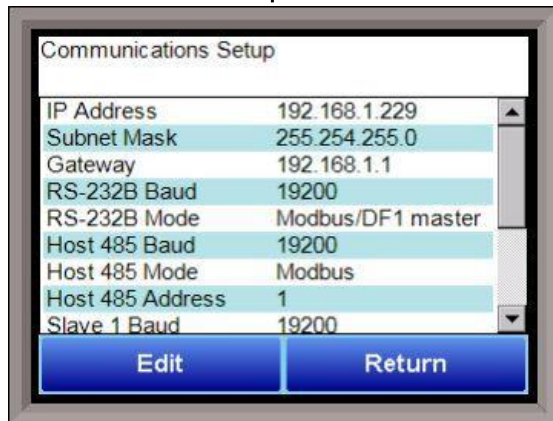 Communications Setup
IP Address 192.168.1.229
Subnet Mask 255.254.255.0
Gateway 192.168.1.1
RS-232B Baud 19200
RS-232B Mode Modbus/DF1 master
Host 485 Baud 19200
Host 485 Mode Modbus
Host 485 Address 1
Slave 1 Baud 19200
Edit Return